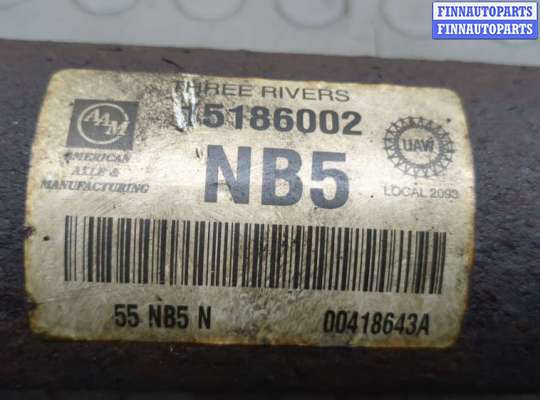 FINNAUTOPARTS
FINNAUTOPARTS
THREE RIVERS
15186002
AAM
AMERICAN
AXLE &
MANUFACTURING
NB5
UAW
LOCAL 2093
55 NB5 N
00418643A